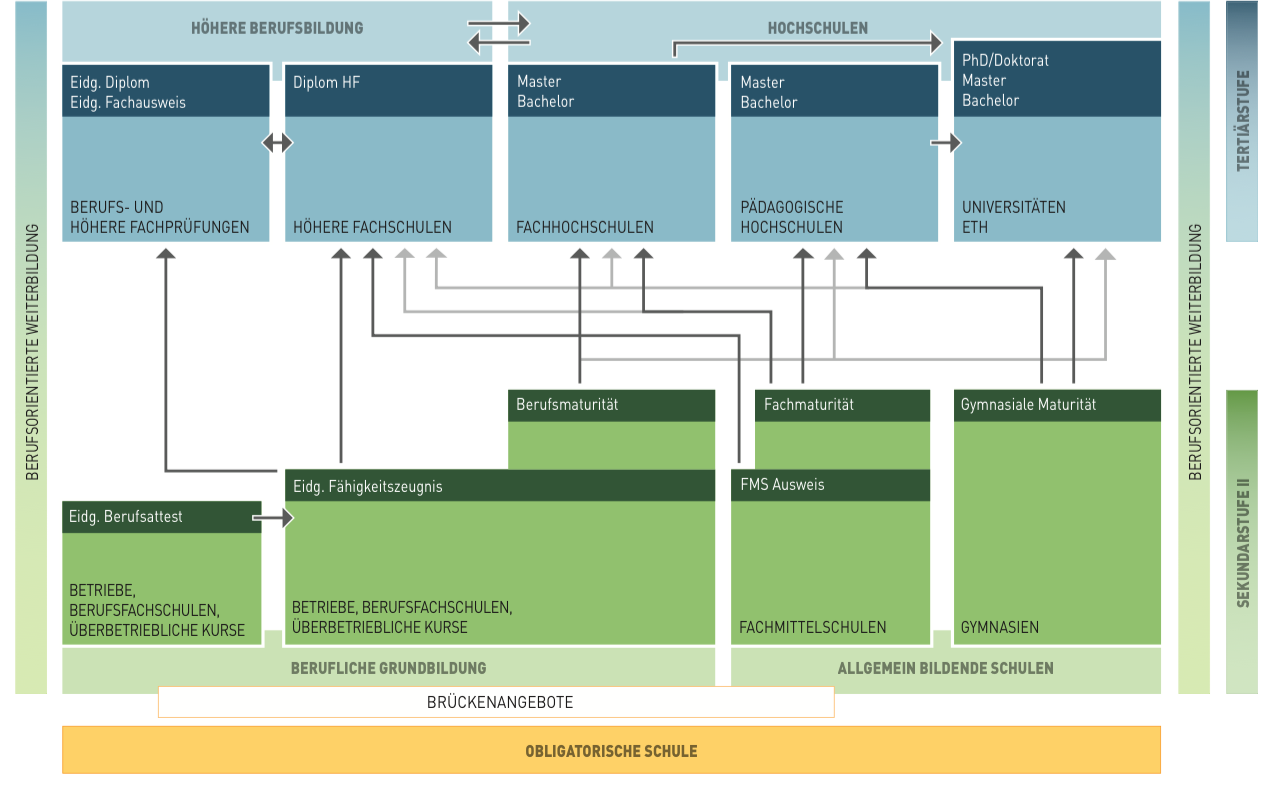 HÖHERE BERUFSBILDUNG
HOCHSCHULEN
Eidg. Diplom
Eidg. Fachausweis
BERUFS- UND
HÖHERE FACHPRÜFUNGEN
Diplom HF
HÖHERE FACHSCHULEN
Master
Bachelor
FACHHOCHSCHULEN
Master
Bachelor
PÄDAGOGISCHE
HOCHSCHULEN
PhD/Doktorat
Master
Bachelor
UNIVERSITÄTEN
ETH
TERTIÄRSTUFE
BERUFSORIENTIERTE WEITERBILDUNG
BERUFSORIENTIERTE WEITERBILDUNG
Berufsmaturität
Fachmaturität
Gymnasiale Maturität
Eidg. Fähigkeitszeugnis
FMS Ausweis
Eidg. Berufsattest
BETRIEBE,
BERUFSFACHSCHULEN,
ÜBERBETRIEBLICHE KURSE
BETRIEBE, BERUFSFACHSCHULEN,
ÜBERBETRIEBLICHE KURSE
FACHMITTELSCHULEN
GYMNASIEN
SEKUNDARSTUFE II
BERUFLICHE GRUNDBILDUNG
ALLGEMEIN BILDENDE SCHULEN
BRÜCKENANGEBOTE
OBLIGATORISCHE SCHULE